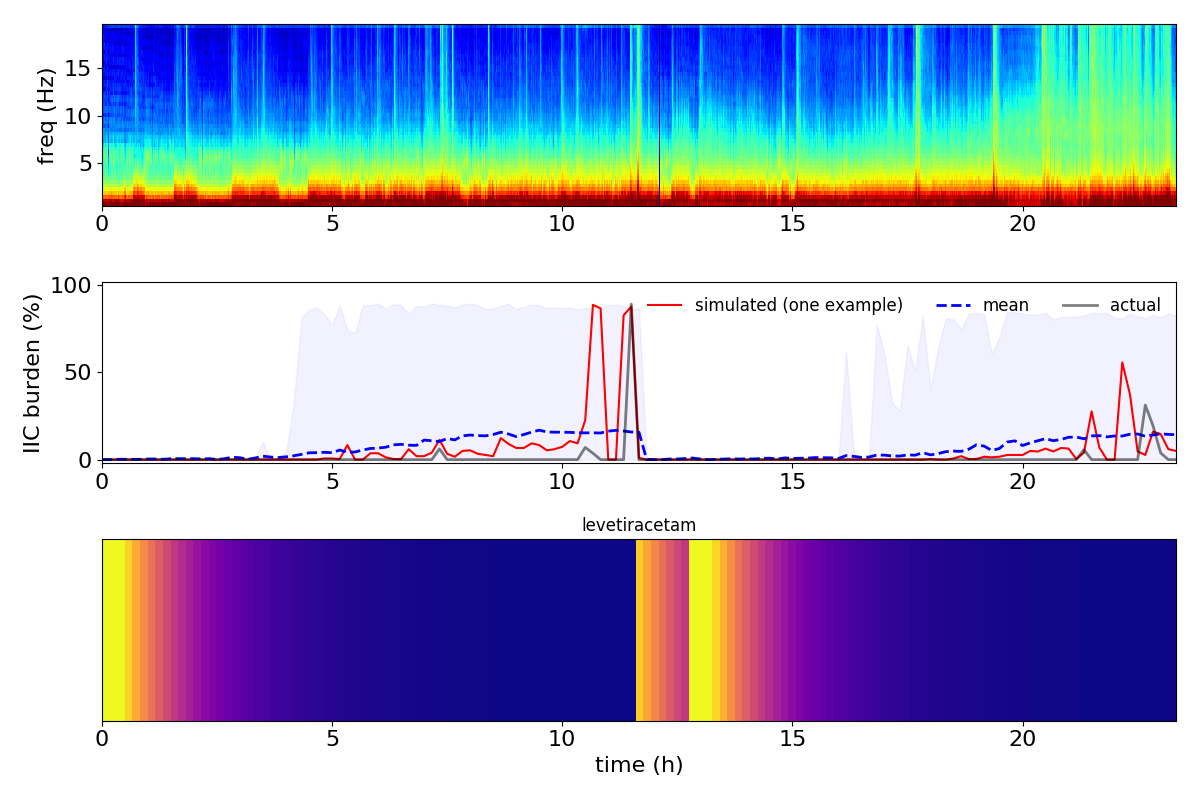 freq (Hz)
15
10
5
0 5 10 15 20
IIC burden (%)
100
50
0
simulated (one example) mean actual
0 5 10 15 20
levetiracetam
0 5 10 15 20
time (h)